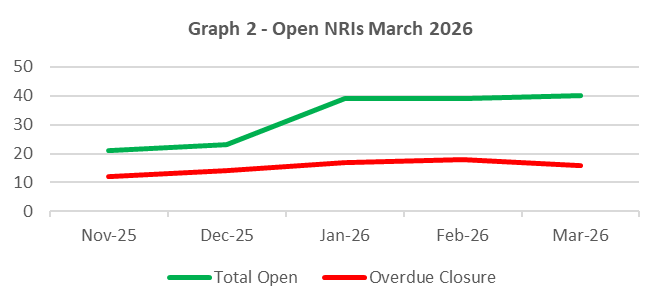 Graph 2 - Open NRIs March 2026
50
40
30
20
10
0
Nov-25 Dec-25 Jan-26 Feb-26 Mar-26
Total Open Overdue Closure